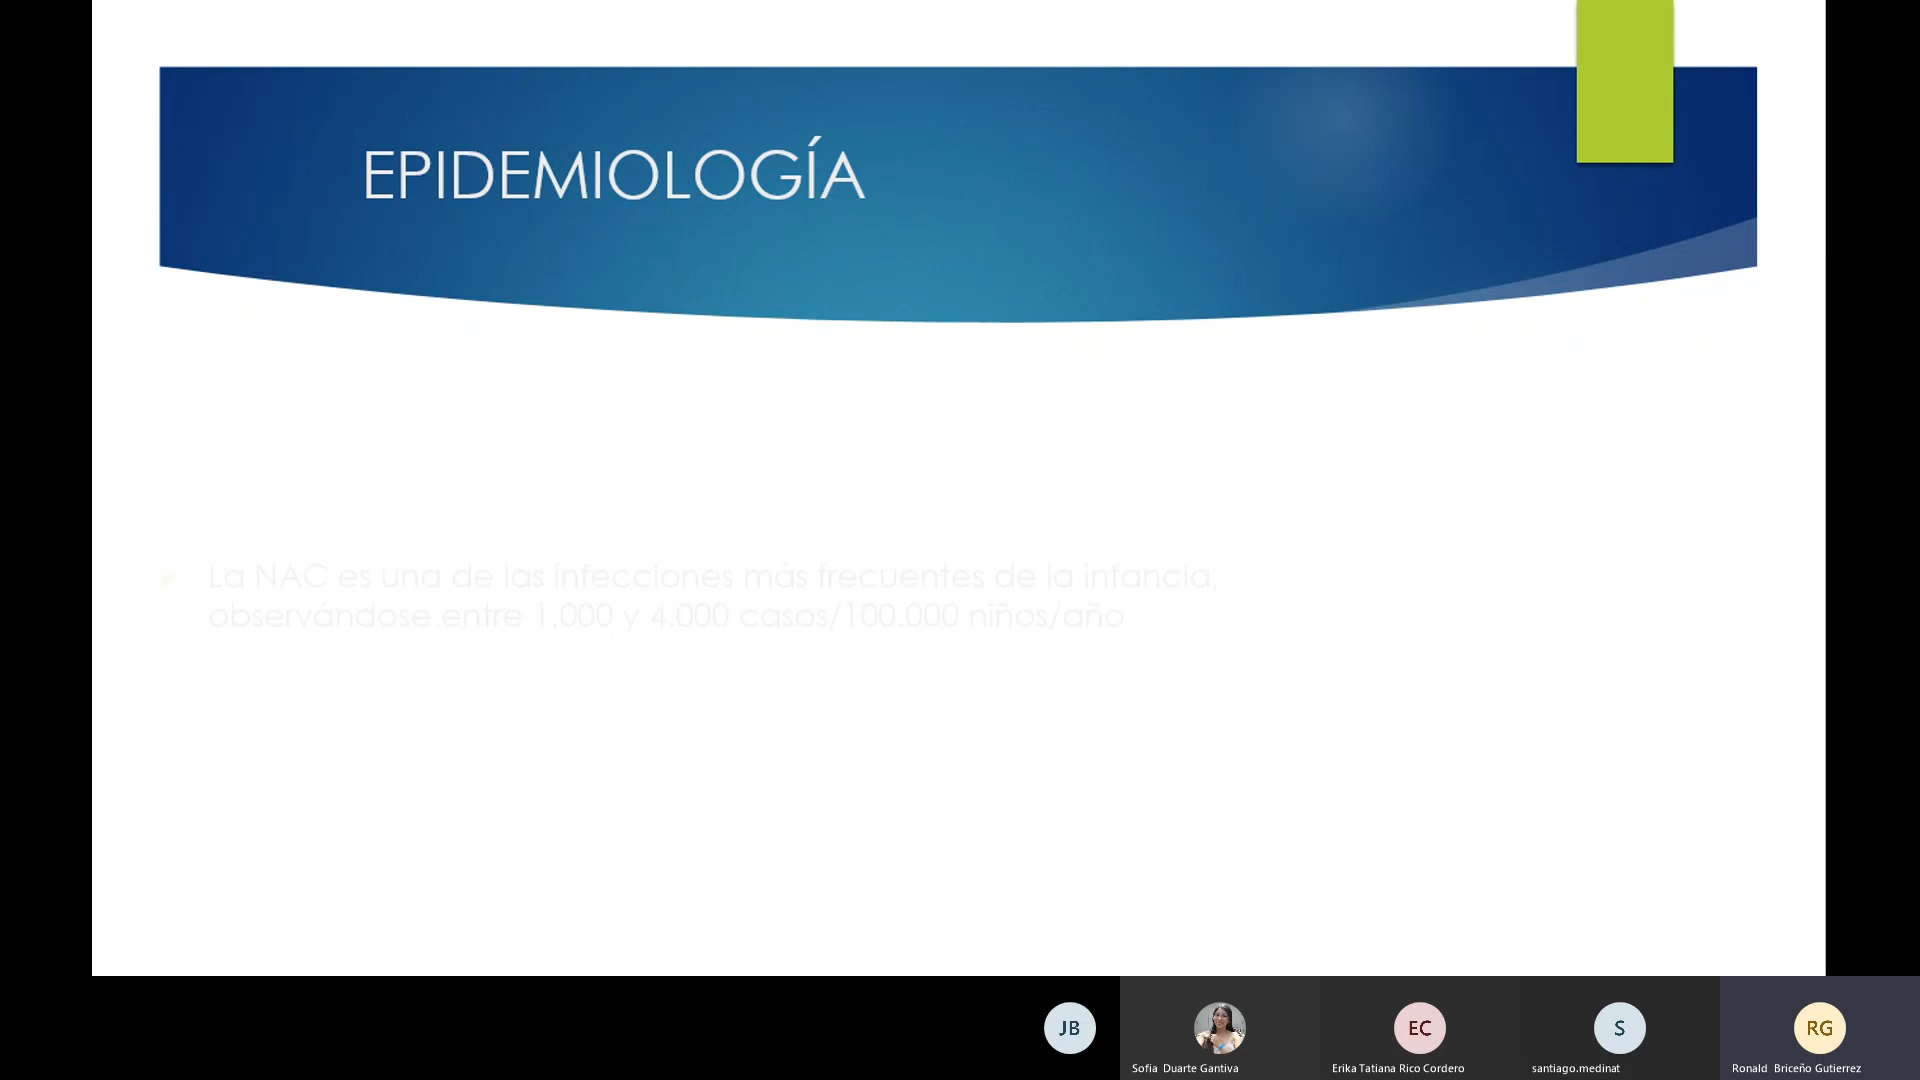 EPIDEMIOLOGÍA
La NAC es una de las infecciones más frecuentes de la infancia,
observándose entre 1.000 y 4.000 casos/100.000 niños/año
JB
EC
S
RG
Sofia Duarte Gantiva
Erika Tatiana Rico Cordero
santiago.medinat
Ronald Briceño Gutierrez